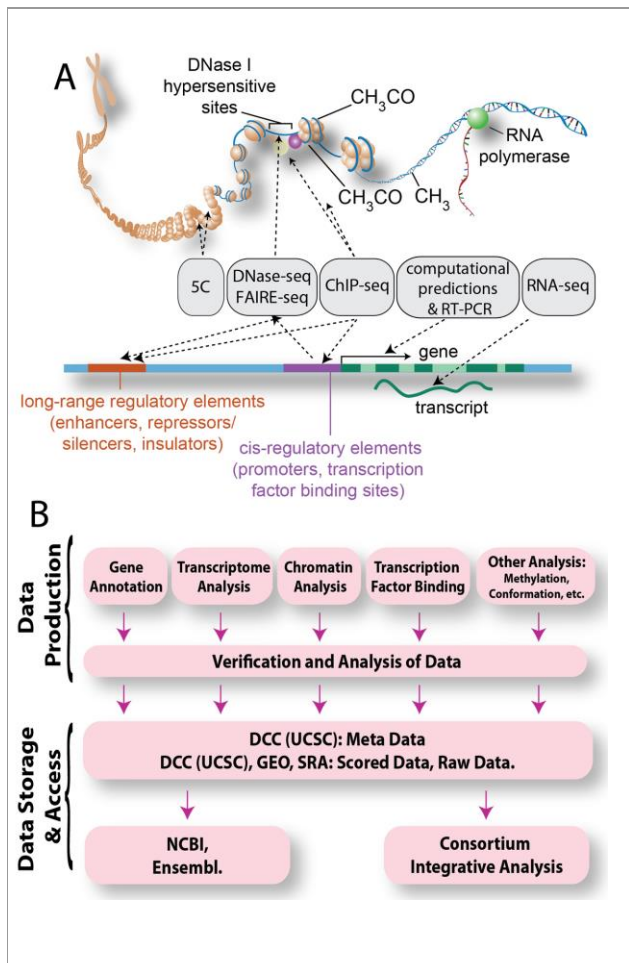 A
DNase I
hypersensitive
sites
CH₃CO
RNA
polymerase
CH₃CO
CH₃
5C
DNase-seq
FAIRE-seq
ChIP-seq
computational
predictions
& RT-PCR
RNA-seq
gene
long-range regulatory elements
(enhancers, repressors/
silencers, insulators)
transcript
cis-regulatory elements
(promoters, transcription
factor binding sites)
B
Data
Production
Gene
Annotation
Transcriptome
Analysis
Chromatin
Analysis
Transcription
Factor Binding
Other Analysis:
Methylation,
Conformation, etc.
Verification and Analysis of Data
Data Storage
& Access
DCC (UCSC): Meta Data
DCC (UCSC), GEO, SRA: Scored Data, Raw Data.
NCBI,
Ensembl.
Consortium
Integrative Analysis